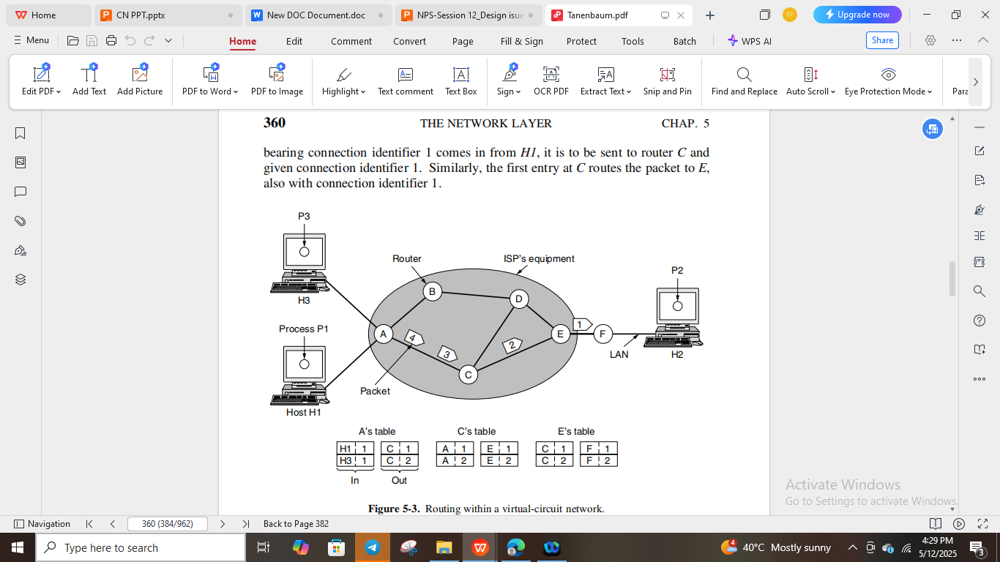 Home
CN PPT.pptx
New DOC Document.doc
NPS-Session 12_Design isue
Tanenbaum.pdf
ST
Upgrade now
Menu
Home
Edit
Comment
Convert
Page
Fill & Sign
Protect
Tools
Batch
WPS AI
Share
Edit PDF
Add Text
Add Picture
PDF to Word
PDF to Image
Highlight
Text comment
Text Box
Sign
OCR PDF
Extract Text
Snip and Pin
Find and Replace
Auto Scroll
Eye Protection Mode
Para
360 THE NETWORK LAYER CHAP. 5
bearing connection identifier 1 comes in from H1, it is to be sent to router C and
given connection identifier 1. Similarly, the first entry at C routes the packet to E,
also with connection identifier 1.
P3
Router
ISP's equipment
P2
B
D
H3
Process P1
A
4
3
2
E
1
F
LAN
H2
C
Packet
Host H1
A's table C's table E's table
H1 1 C 1 A 1 E 1 C 1 F 1
H3 1 C 2 A 2 E 2 C 2 F 2
In Out
Figure 5-3. Routing within a virtual-circuit network.
Activate Windows
Go to Settings to activate Windows.
Navigation
360 (384/962)
Back to Page 382
Type here to search
4
40°C Mostly sunny
4:29 PM
5/12/2025
3